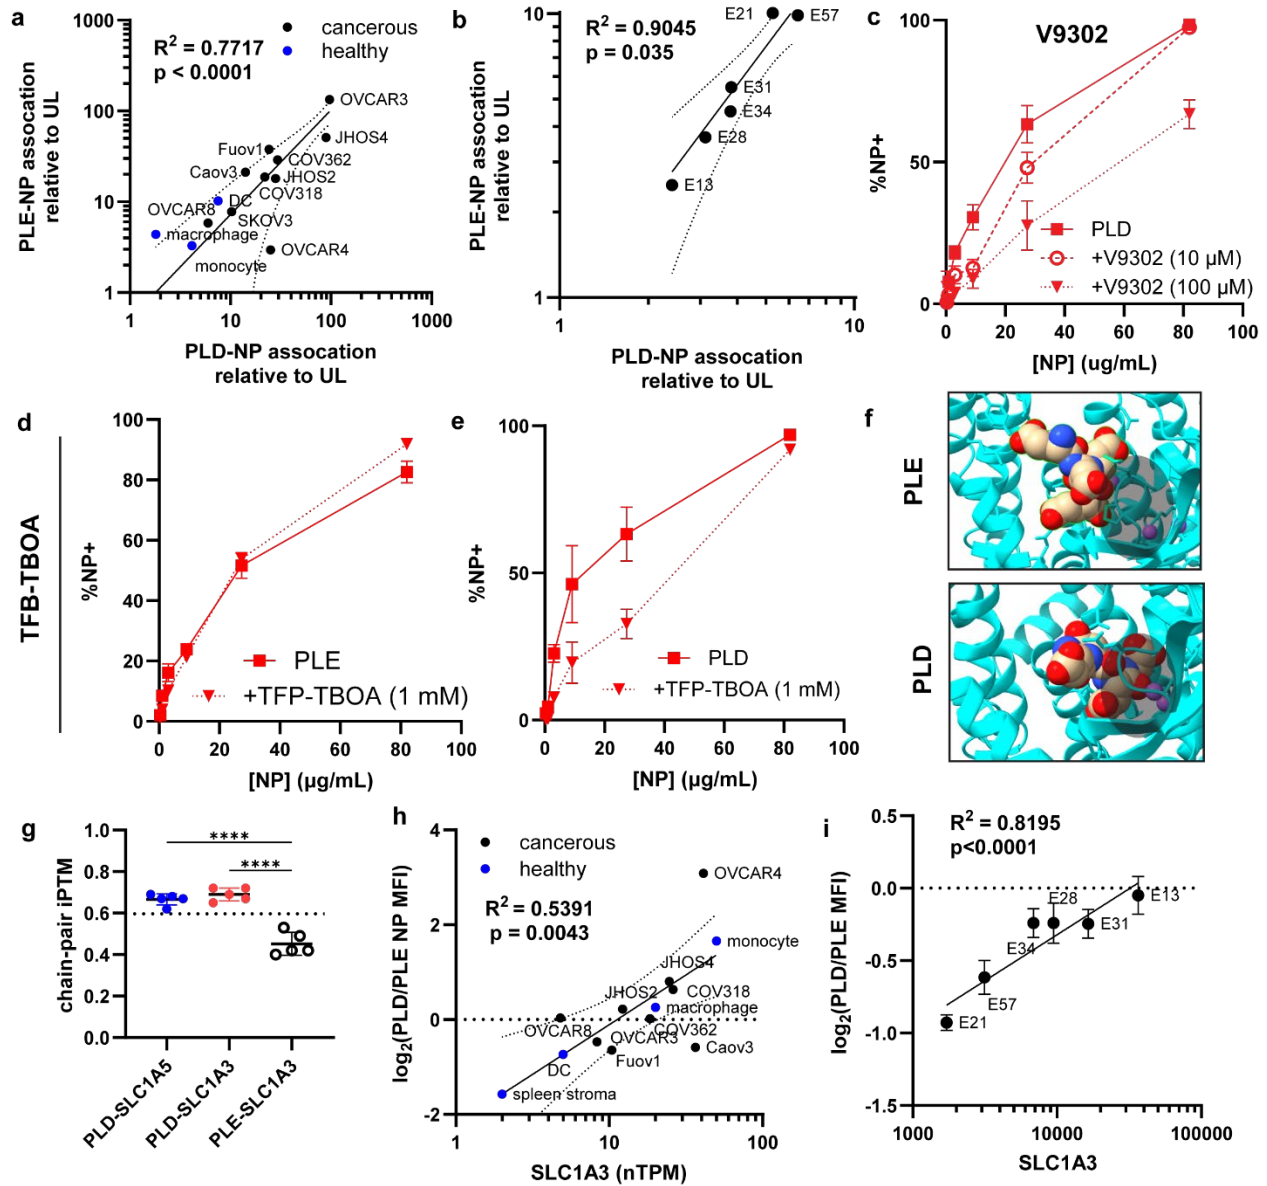 a
R² = 0.7717
p < 0.0001
cancerous
healthy
PLE-NP assocation
relative to UL
1000
100
10
1
OVCAR3
JHOS4
Fuov1
COV362
Caov3
JHOS2
COV318
DC
OVCAR8
SKOV3
macrophage
OVCAR4
monocyte
1
10
100
1000
PLD-NP assocation
relative to UL
b
R² = 0.9045
p = 0.035
PLE-NP assocation
relative to UL
10
1
E21
E57
E31
E34
E28
E13
1
10
PLD-NP assocation
relative to UL
c
V9302
%NP+
100
50
0
PLD
+V9302 (10 µM)
+V9302 (100 µM)
0
20
40
60
80
100
[NP] (ug/mL)
TFB-TBOA
d
%NP+
100
80
60
40
20
0
PLE
+TFP-TBOA (1 mM)
0
20
40
60
80
100
[NP] (µg/mL)
e
%NP+
100
50
0
PLD
+TFP-TBOA (1 mM)
0
20
40
60
80
100
[NP] (µg/mL)
f
PLE
PLD
g
chain-pair iPTM
1.0
0.8
0.6
0.4
0.2
0.0
****
****
PLD-SLC1A5
PLD-SLC1A3
PLE-SLC1A3
h
log₂(PLD/PLE NP MFI)
4
2
0
-2
cancerous
healthy
R² = 0.5391
p = 0.0043
OVCAR4
monocyte
JHOS4
COV318
JHOS2
macrophage
OVCAR8
COV362
OVCAR3
Caov3
Fuov1
DC
spleen stroma
1
10
100
SLC1A3 (nTPM)
i
log₂(PLD/PLE MFI)
0.5
0.0
-0.5
-1.0
-1.5
R² = 0.8195
p<0.0001
E28
E13
E31
E34
E57
E21
1000
10000
100000
SLC1A3